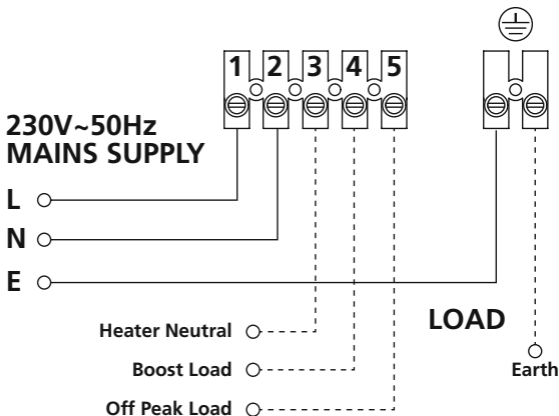 1 2 3 4 5
230V~50Hz
MAINS SUPPLY
L
N
E
LOAD
Heater Neutral
Boost Load
Earth
Off Peak Load